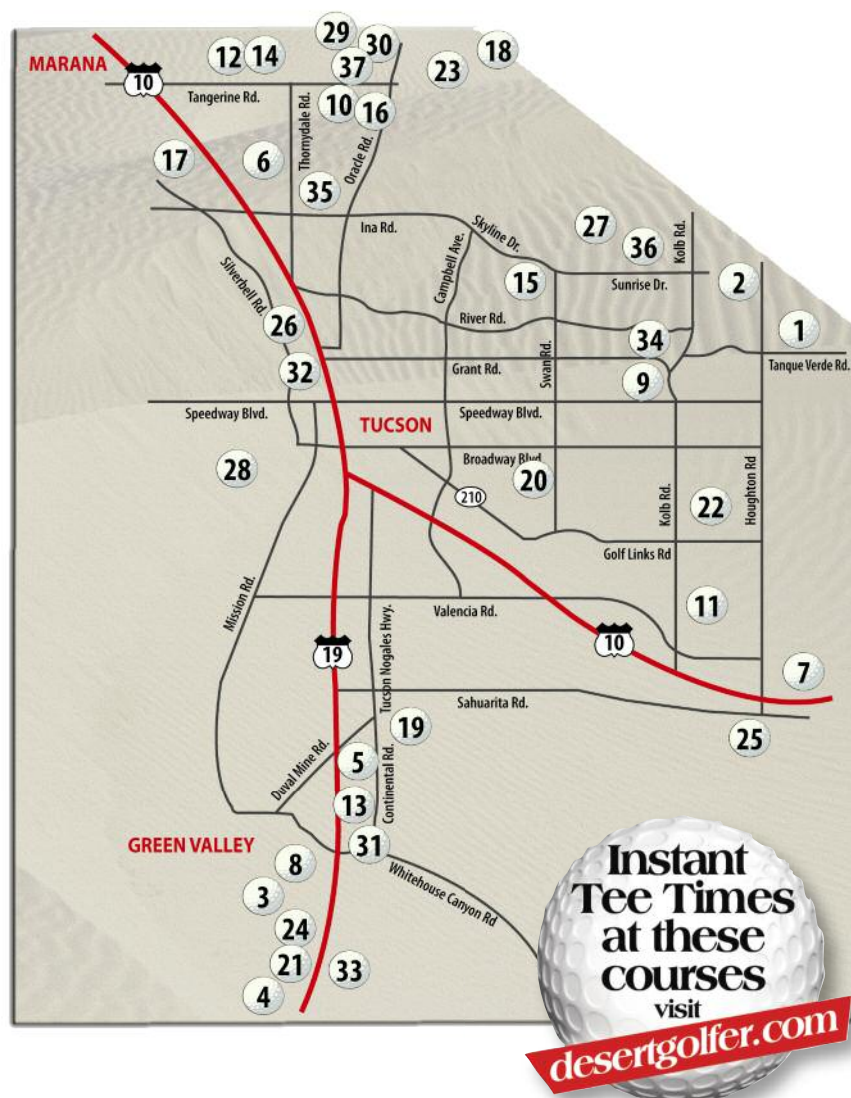 29
30
18
12
14
37
23
MARANA
10
Tangerine Rd.
10
16
Thornydale Rd.
Oracle Rd.
17
6
35
27
36
Kolb Rd.
Ina Rd.
Skyline Dr.
Campbell Ave.
15
Sunrise Dr.
2
Silverbell Rd.
26
River Rd.
34
1
32
Grant Rd.
Swan Rd.
9
Tanque Verde Rd.
Speedway Blvd.
Speedway Blvd.
TUCSON
28
Broadway Blvd.
20
210
Kolb Rd.
22
Houghton Rd
Golf Links Rd
Mission Rd.
Valencia Rd.
11
19
Tucson Nogales Hwy.
10
7
Sahuarita Rd.
19
25
Duval Mine Rd.
5
Continental Rd.
13
31
GREEN VALLEY
8
Whitehouse Canyon Rd
3
24
21
33
4
Instant
Tee Times
at these
courses
visit
desertgolfer.com